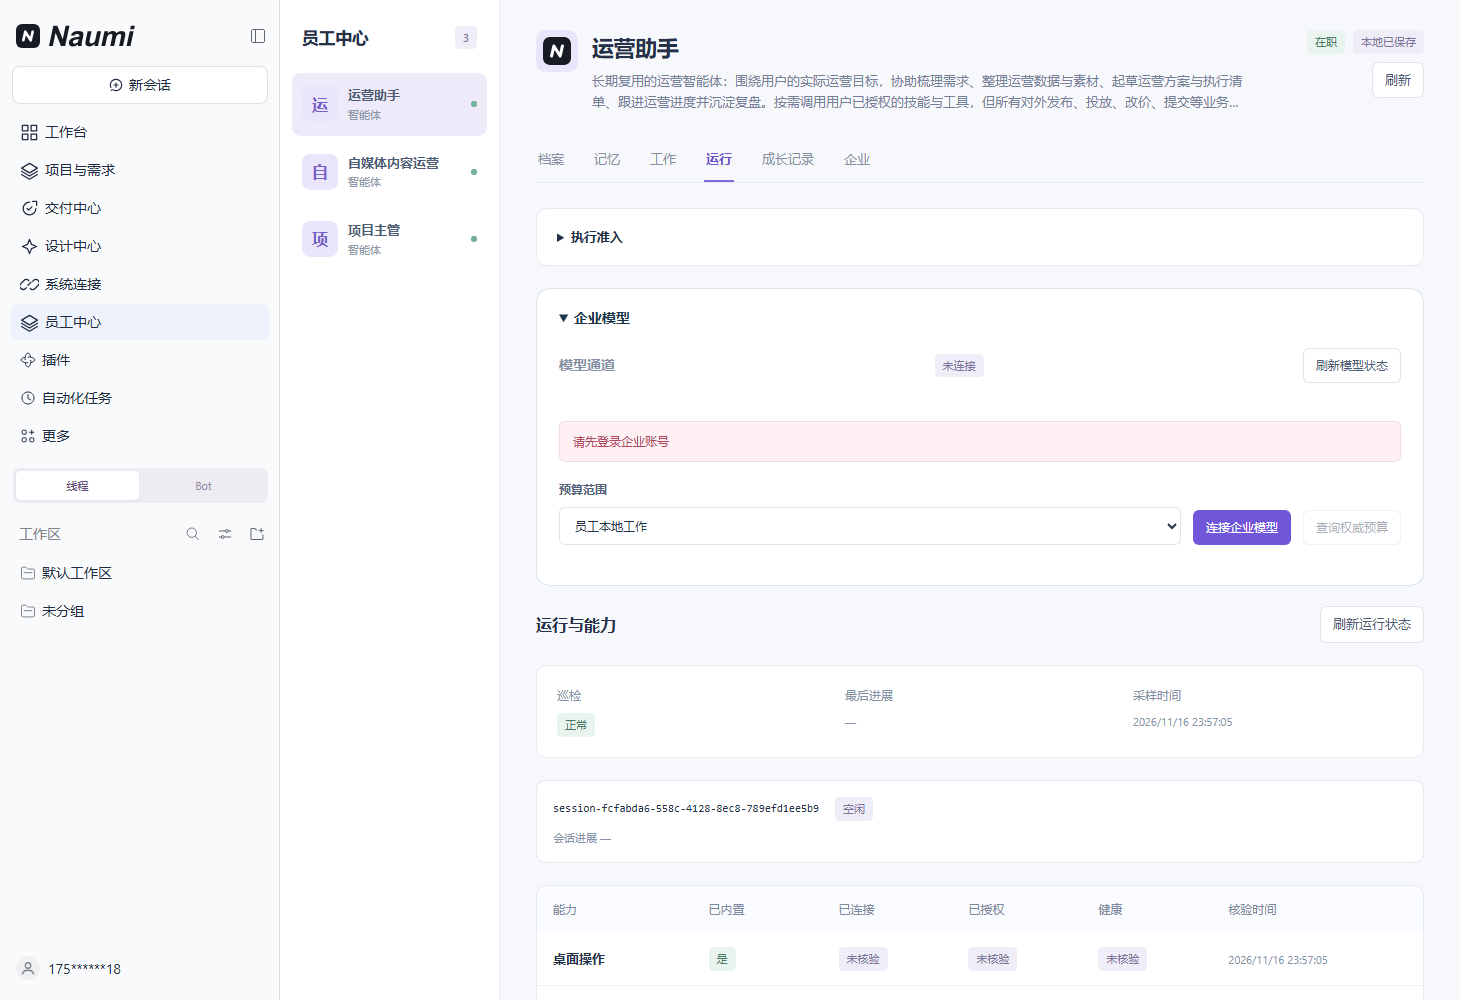 Naumi
新会话
工作台
项目与需求
交付中心
设计中心
系统连接
员工中心
插件
自动化任务
更多
线程
Bot
工作区
默认工作区
未分组
175******18
员工中心
3
运
运营助手
智能体
自
自媒体内容运营
智能体
项
项目主管
智能体
N
运营助手
在职
本地已保存
长期复用的运营智能体：围绕用户的实际运营目标，协助梳理需求、整理运营数据与素材、起草运营方案与执行清
单、跟进运营进度并沉淀复盘。按需调用用户已授权的技能与工具，但所有对外发布、投放、改价、提交等业务...
刷新
档案
记忆
工作
运行
成长记录
企业
执行准入
企业模型
模型通道
未连接
刷新模型状态
请先登录企业账号
预算范围
员工本地工作
连接企业模型
查询权威预算
运行与能力
刷新运行状态
巡检
最后进展
采样时间
正常
—
2026/11/16 23:57:05
session-fcfabda6-558c-4128-8ec8-789efd1ee5b9
空闲
会话进展 —
能力
已内置
已连接
已授权
健康
核验时间
桌面操作
是
未核验
未核验
未核验
2026/11/16 23:57:05